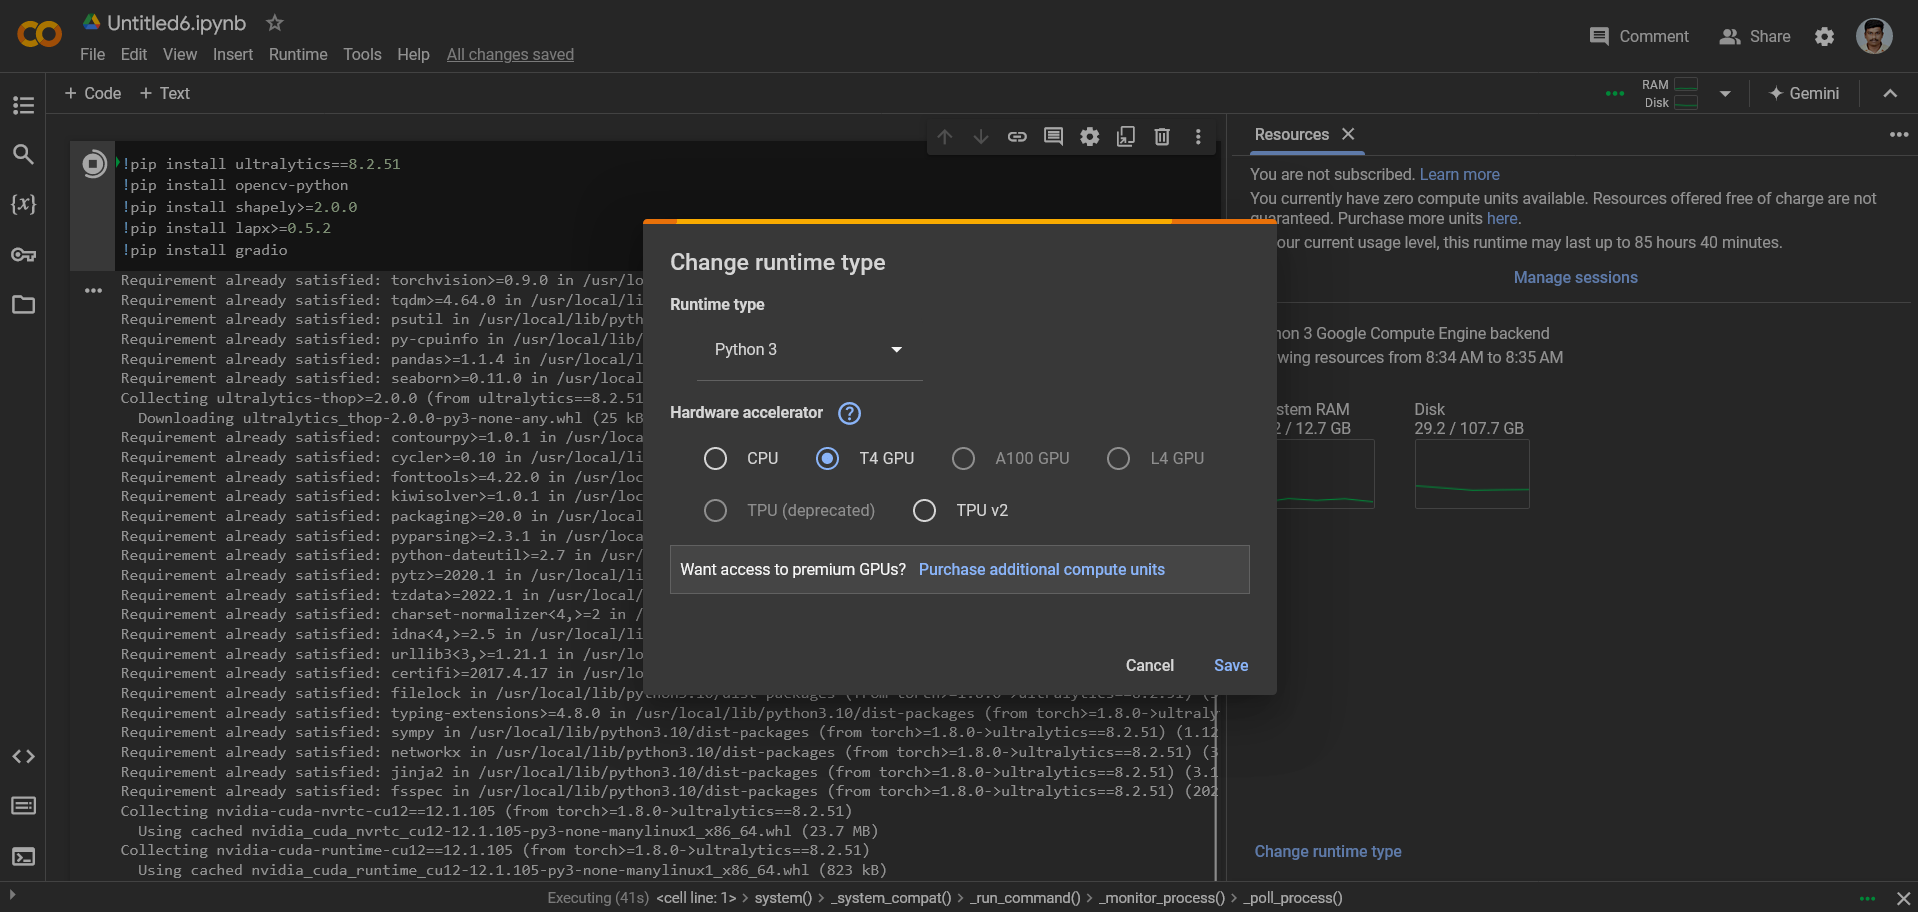 Untitled6.ipynb
File Edit View Insert Runtime Tools Help All changes saved
Comment Share
+ Code + Text
RAM
Disk
Gemini
!pip install ultralytics==8.2.51
!pip install opencv-python
!pip install shapely>=2.0.0
!pip install lapx>=0.5.2
!pip install gradio
Requirement already satisfied: torchvision>=0.9.0 in /usr/lo
Requirement already satisfied: tqdm>=4.64.0 in /usr/local/li
Requirement already satisfied: psutil in /usr/local/lib/pyth
Requirement already satisfied: py-cpuinfo in /usr/local/lib/
Requirement already satisfied: pandas>=1.1.4 in /usr/local/l
Requirement already satisfied: seaborn>=0.11.0 in /usr/local
Collecting ultralytics-thop>=2.0.0 (from ultralytics==8.2.51
Downloading ultralytics_thop-2.0.0-py3-none-any.whl (25 kB
Requirement already satisfied: contourpy>=1.0.1 in /usr/loca
Requirement already satisfied: cycler>=0.10 in /usr/local/li
Requirement already satisfied: fonttools>=4.22.0 in /usr/loc
Requirement already satisfied: kiwisolver>=1.0.1 in /usr/loc
Requirement already satisfied: packaging>=20.0 in /usr/local
Requirement already satisfied: pyparsing>=2.3.1 in /usr/loca
Requirement already satisfied: python-dateutil>=2.7 in /usr/
Requirement already satisfied: pytz>=2020.1 in /usr/local/li
Requirement already satisfied: tzdata>=2022.1 in /usr/local/
Requirement already satisfied: charset-normalizer<4,>=2 in /
Requirement already satisfied: idna<4,>=2.5 in /usr/local/li
Requirement already satisfied: urllib3<3,>=1.21.1 in /usr/lo
Requirement already satisfied: certifi>=2017.4.17 in /usr/lo
Requirement already satisfied: filelock in /usr/local/lib/python3.10/dist-packages (from torch>=1.8.0->ultralytics==8.2.51) (3
Requirement already satisfied: typing-extensions>=4.8.0 in /usr/local/lib/python3.10/dist-packages (from torch>=1.8.0->ultraly
Requirement already satisfied: sympy in /usr/local/lib/python3.10/dist-packages (from torch>=1.8.0->ultralytics==8.2.51) (1.12
Requirement already satisfied: networkx in /usr/local/lib/python3.10/dist-packages (from torch>=1.8.0->ultralytics==8.2.51) (3
Requirement already satisfied: jinja2 in /usr/local/lib/python3.10/dist-packages (from torch>=1.8.0->ultralytics==8.2.51) (3.1
Requirement already satisfied: fsspec in /usr/local/lib/python3.10/dist-packages (from torch>=1.8.0->ultralytics==8.2.51) (202
Collecting nvidia-cuda-nvrtc-cu12==12.1.105 (from torch>=1.8.0->ultralytics==8.2.51)
Using cached nvidia_cuda_nvrtc_cu12-12.1.105-py3-none-manylinux1_x86_64.whl (23.7 MB)
Collecting nvidia-cuda-runtime-cu12==12.1.105 (from torch>=1.8.0->ultralytics==8.2.51)
Using cached nvidia_cuda_runtime_cu12-12.1.105-py3-none-manylinux1_x86_64.whl (823 kB)
Change runtime type
Runtime type
Python 3
Hardware accelerator ?
CPU T4 GPU A100 GPU L4 GPU
TPU (deprecated) TPU v2
Want access to premium GPUs? Purchase additional compute units
Cancel Save
Resources
You are not subscribed. Learn more
You currently have zero compute units available. Resources offered free of charge are not
guaranteed. Purchase more units here.
our current usage level, this runtime may last up to 85 hours 40 minutes.
Manage sessions
on 3 Google Compute Engine backend
wing resources from 8:34 AM to 8:35 AM
stem RAM
2 / 12.7 GB
Disk
29.2 / 107.7 GB
Change runtime type
Executing (41s) <cell line: 1> > system() > _system_compat() > _run_command() > _monitor_process() > _poll_process()